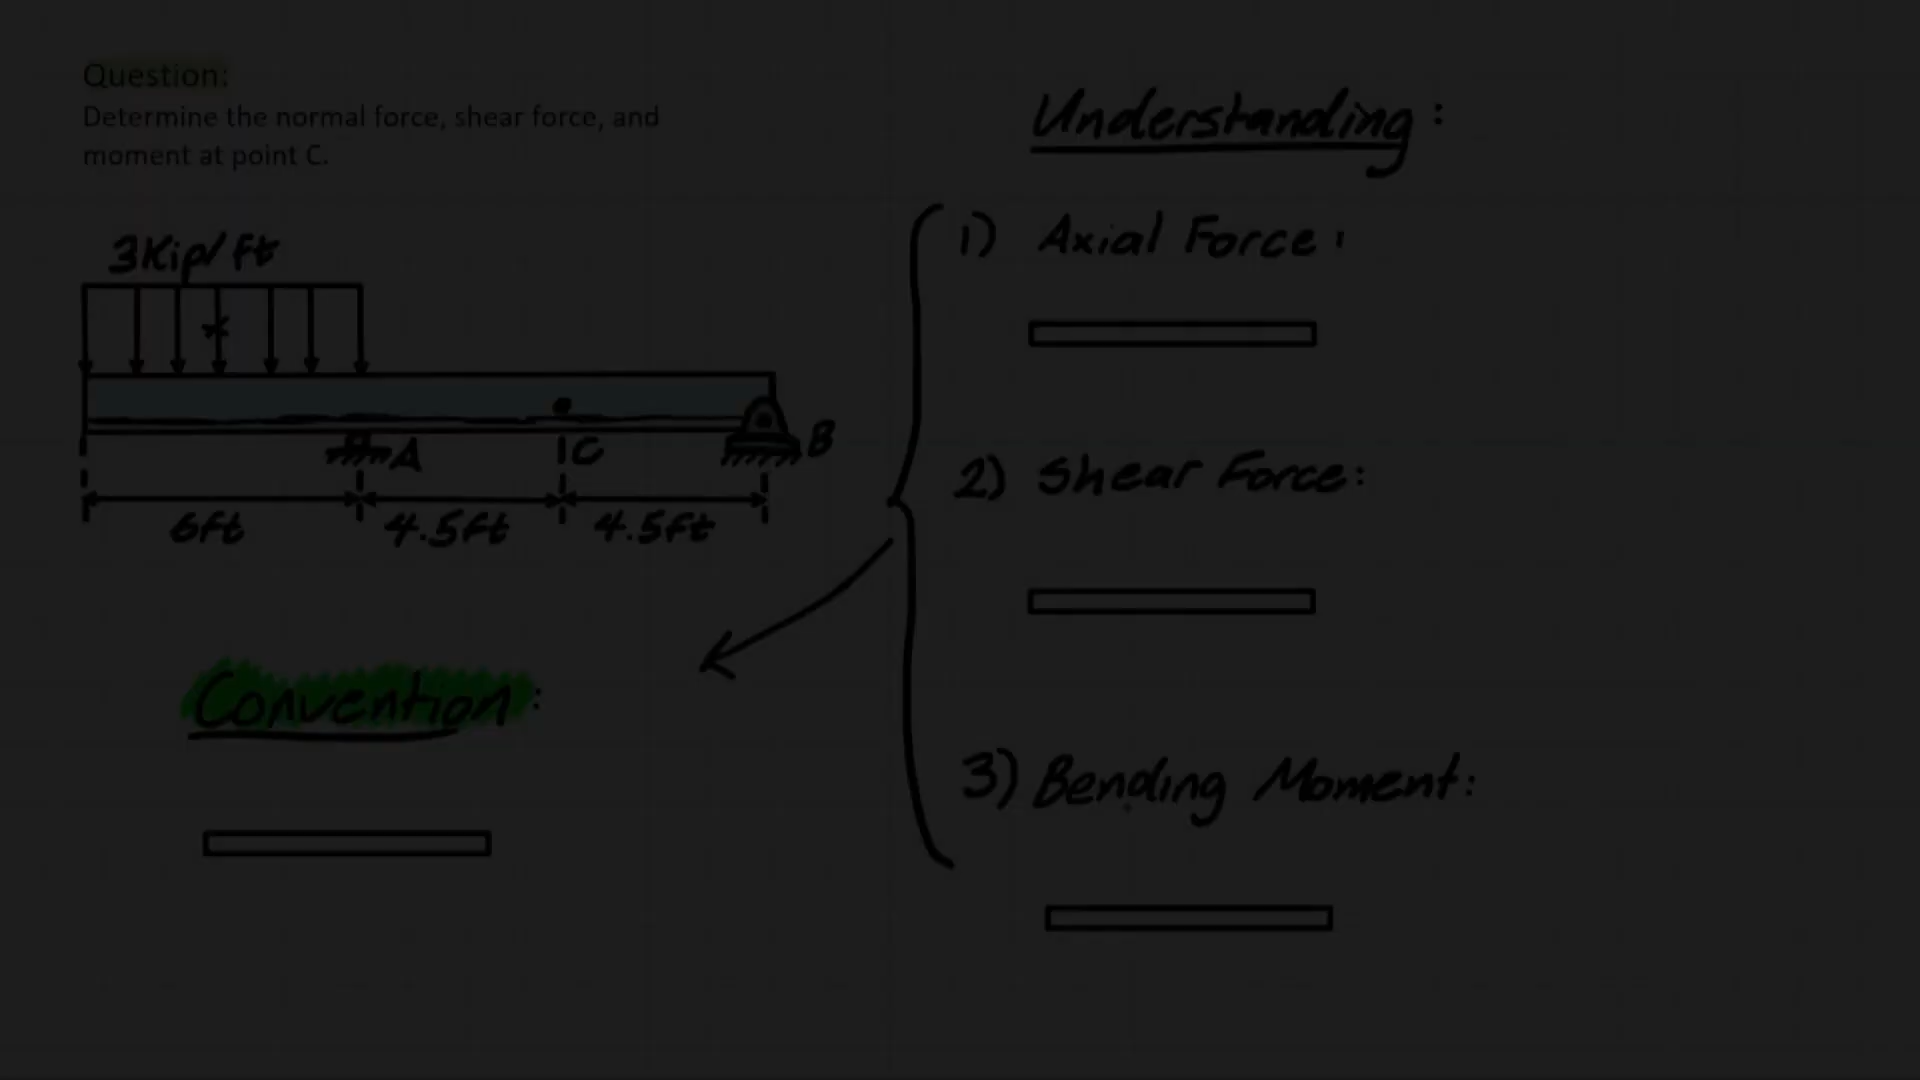 Question:
Determine the normal force, shear force, and
moment at point C.
3Kip/ft
A
C
B
6ft
4.5ft
4.5ft
Convention:
Understanding:
1) Axial Force:
2) Shear Force:
3) Bending Moment: